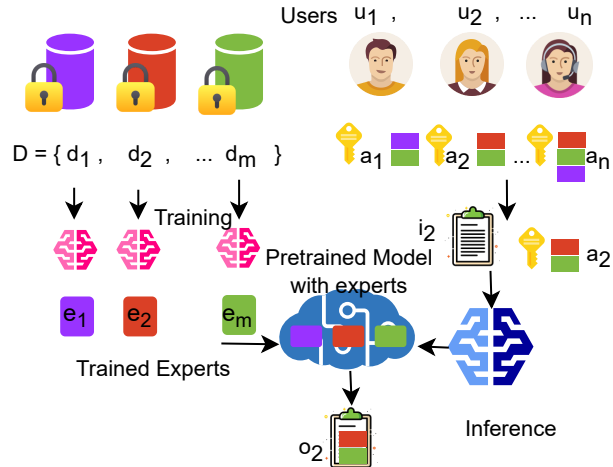 Users u1 , u2 , ... un
D = { d1 , d2 , ... dm }
a1 a2 ... an
Training
i2
a2
Pretrained Model
with experts
e1 e2 em
Trained Experts
o2
Inference